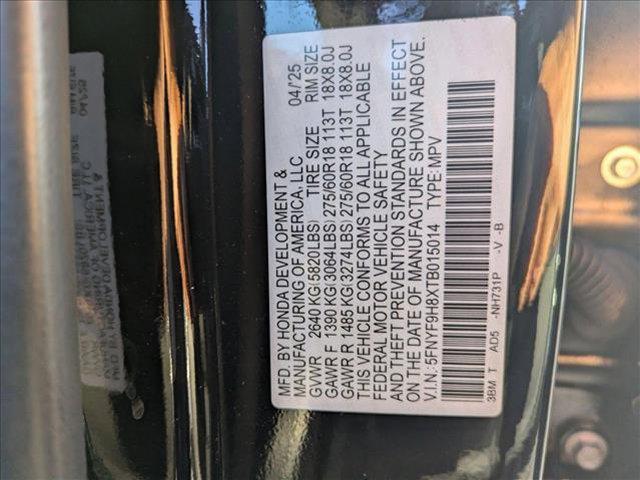 MFD. BY HONDA DEVELOPMENT &
MANUFACTURING OF AMERICA, LLC 04/'25
GVWR 2640 KG(5820LBS) TIRE SIZE RIM SIZE
GAWR F 1390 KG(3064LBS) 275/60R18 113T 18X8.0J
GAWR R 1485 KG(3274LBS) 275/60R18 113T 18X8.0J
THIS VEHICLE CONFORMS TO ALL APPLICABLE
FEDERAL MOTOR VEHICLE SAFETY
AND THEFT PREVENTION STANDARDS IN EFFECT
ON THE DATE OF MANUFACTURE SHOWN ABOVE.
V.I.N: 5FNYF9H8XTB015014 TYPE: MPV
3BM T AD5 -NH731P -V -B